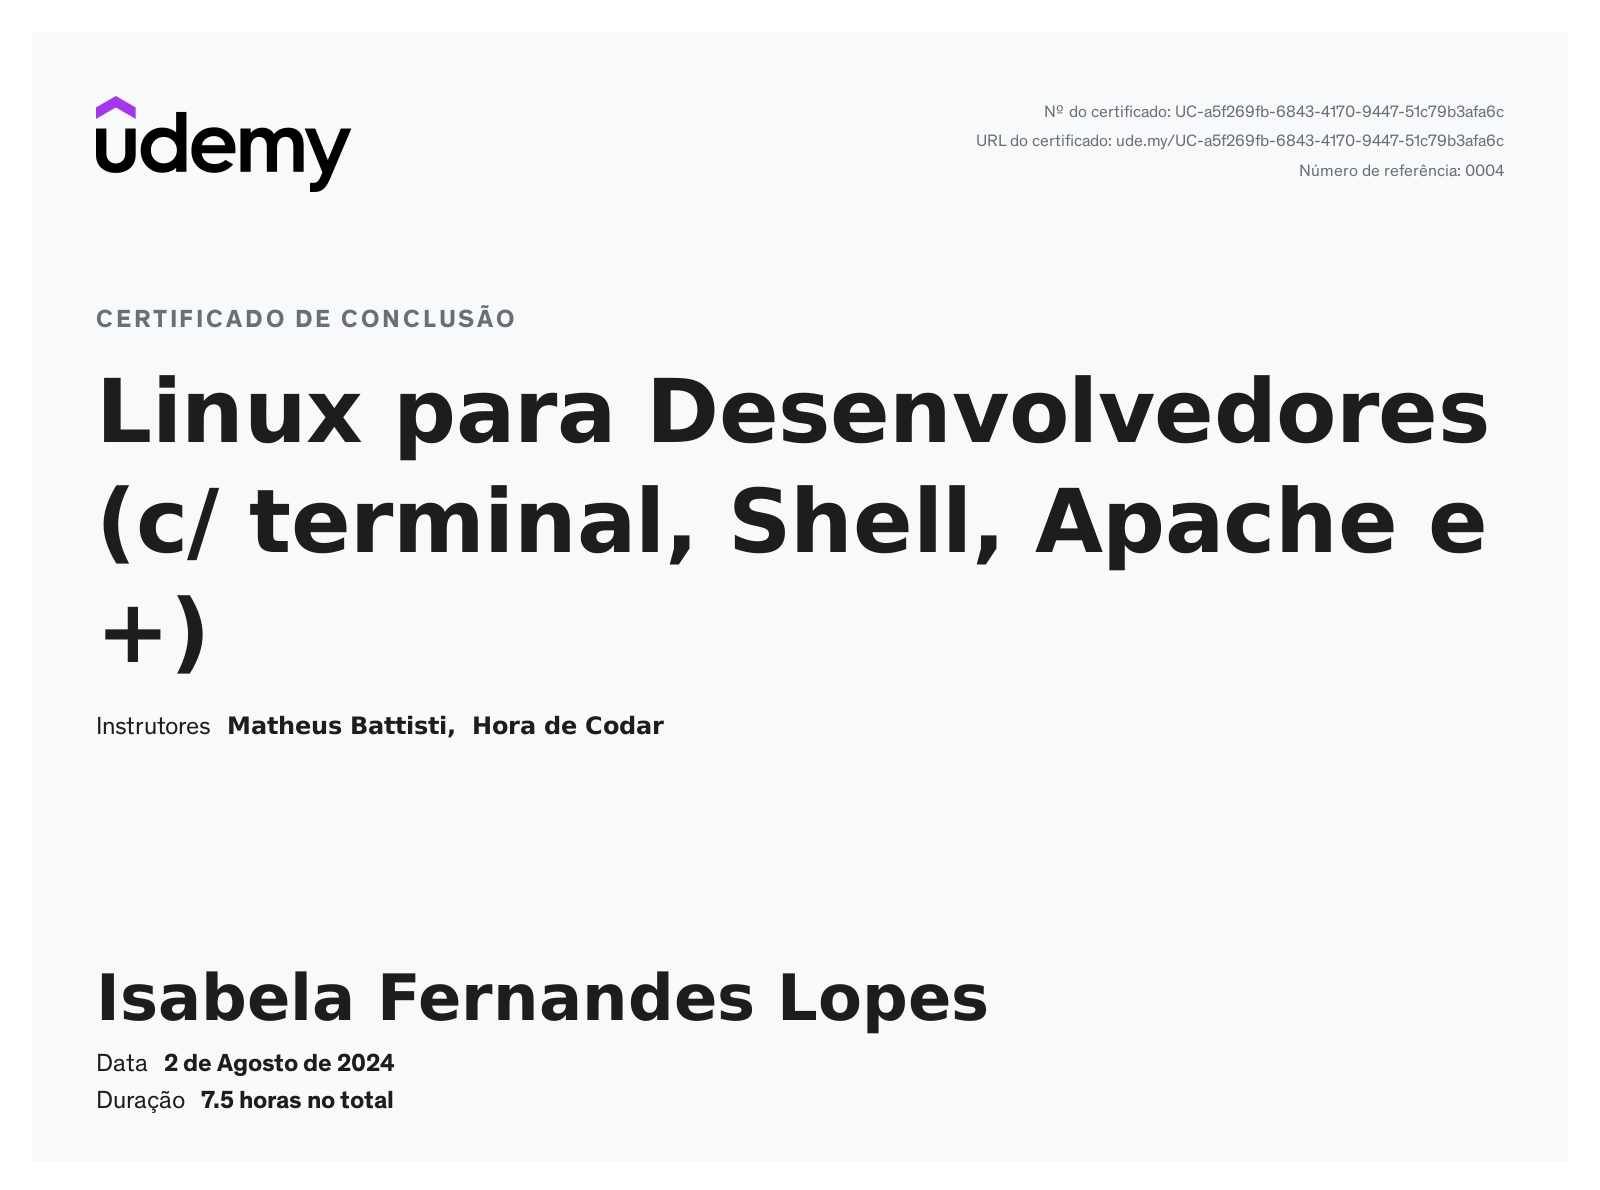 udemy
Nº do certificado: UC-a5f269fb-6843-4170-9447-51c79b3afa6c
URL do certificado: ude.my/UC-a5f269fb-6843-4170-9447-51c79b3afa6c
Número de referência: 0004
CERTIFICADO DE CONCLUSÃO
Linux para Desenvolvedores
(c/ terminal, Shell, Apache e
+)
Instrutores Matheus Battisti, Hora de Codar
Isabela Fernandes Lopes
Data 2 de Agosto de 2024
Duração 7.5 horas no total